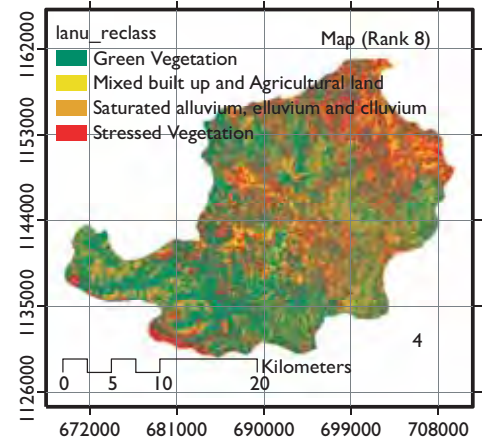 lanu_reclass
Map (Rank 8)
Green Vegetation
Mixed built up and Agricultural land
Saturated alluvium, elluvium and clluvium
Stressed Vegetation
1162000
1153000
1144000
1135000
1126000
4
Kilometers
0 5 10 20
672000 681000 690000 699000 708000